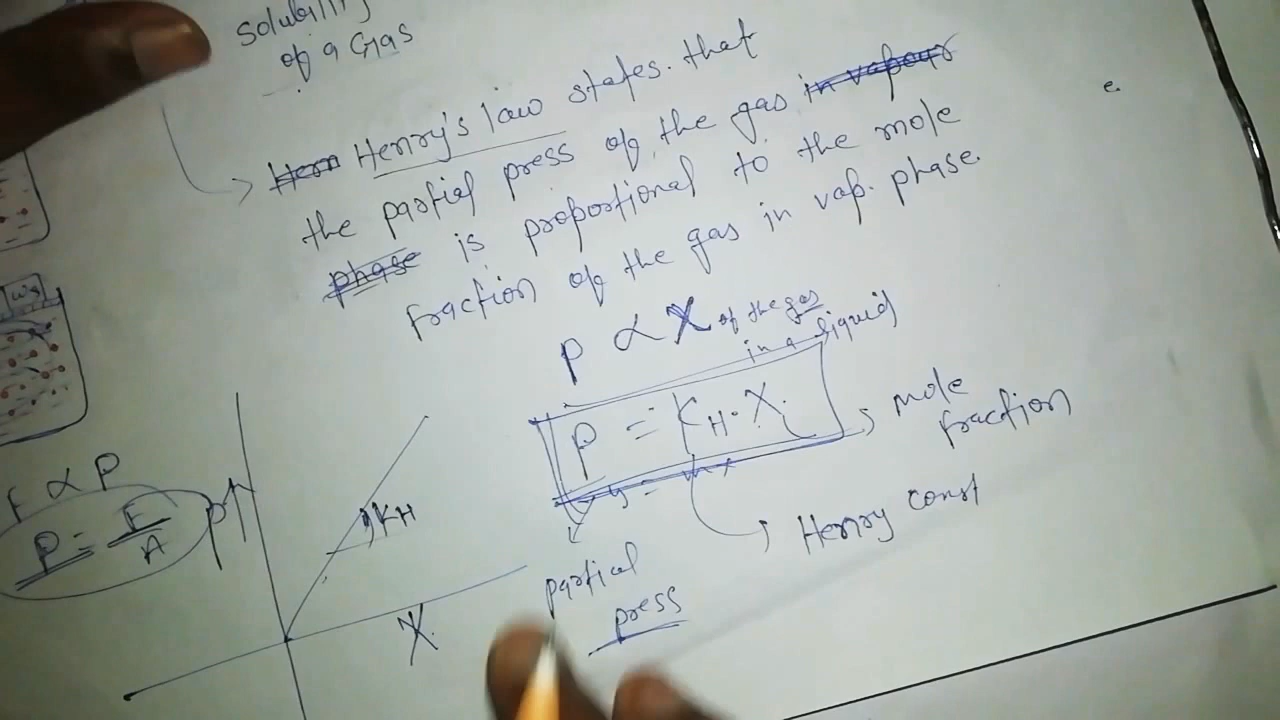 solubility
of a Gas
Henry's law states. that
the partial press of the gas in vapour
phase is proportional to the mole
fraction of the gas in vap. phase.
p ∝ X of the gas
in a liquid
P = KH. X.
mole
fraction
y = mx
Henry const
partial
press
F ∝ P
P = F/A
p↑
KH
X.